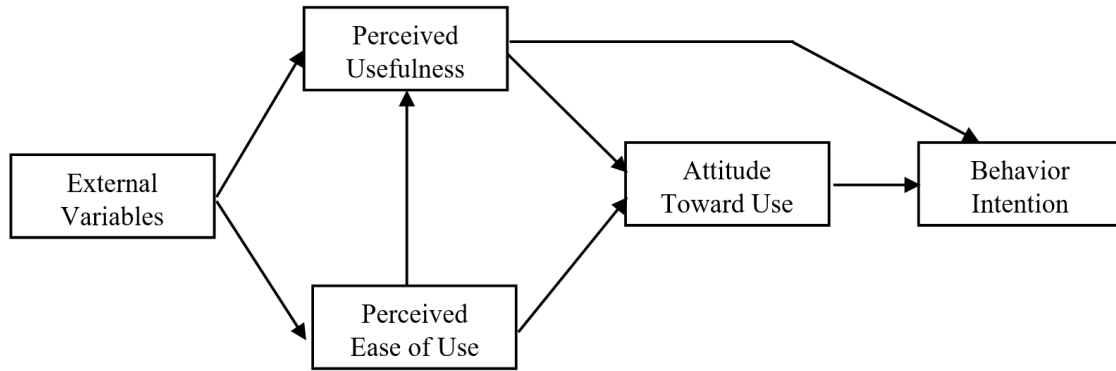 Perceived
Usefulness
External
Variables
Attitude
Toward Use
Behavior
Intention
Perceived
Ease of Use